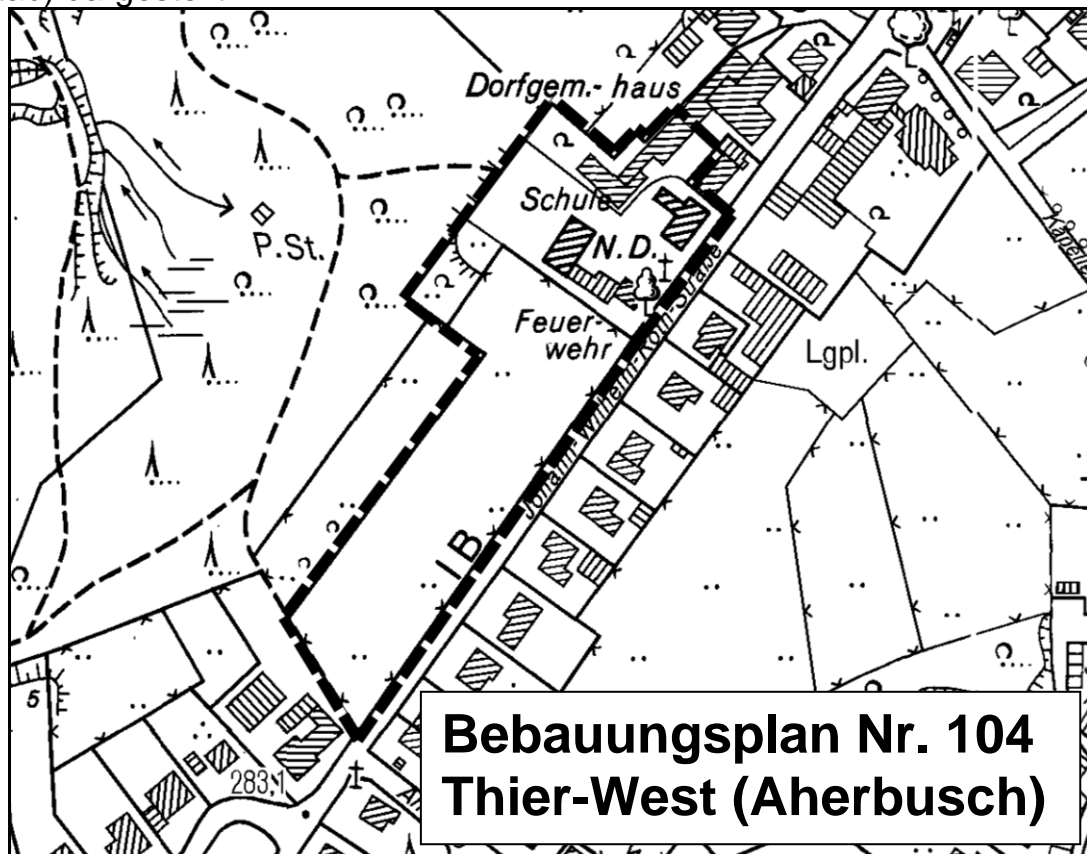 Dorfgem.- haus
Schule
P.St.
N.D.
Feuer-
wehr
Johann-Wilhelm-Roth-Straße
Lgpl.
B
5
283,1
Bebauungsplan Nr. 104
Thier-West (Aherbusch)